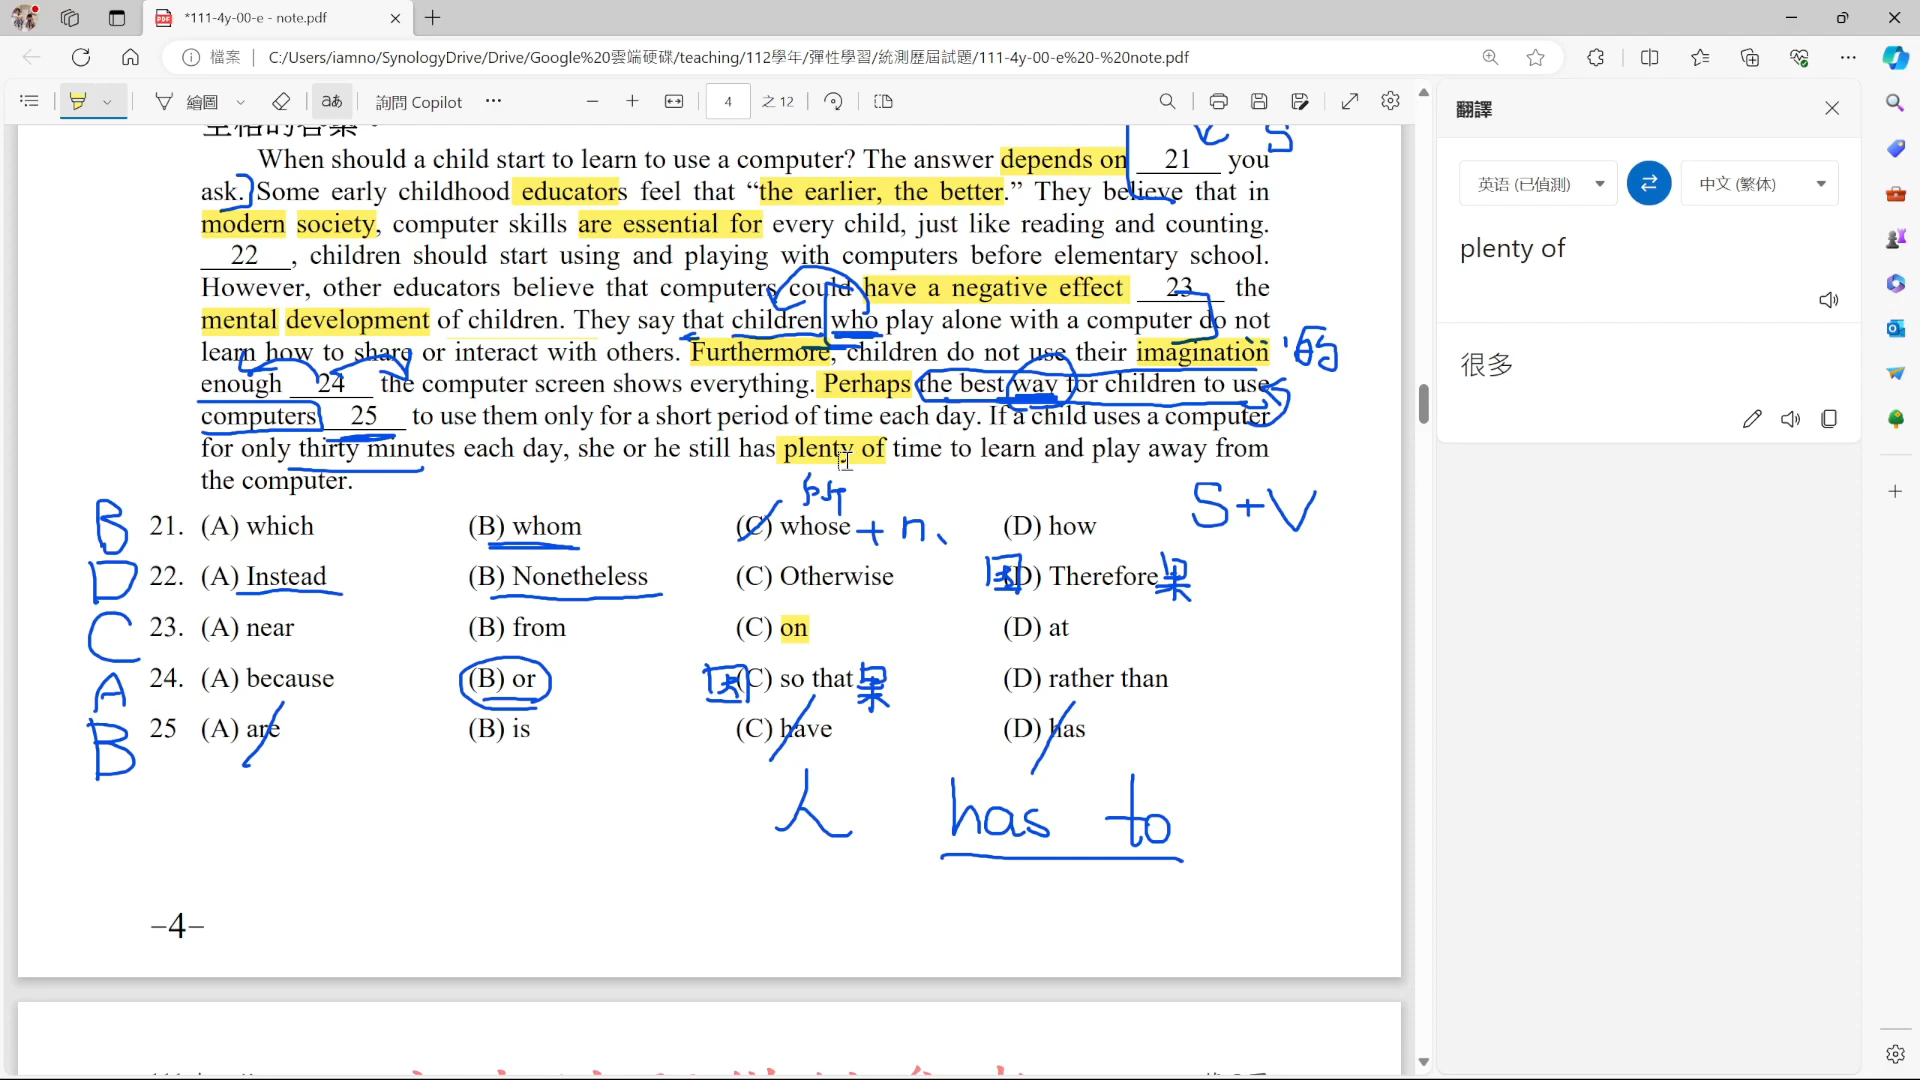 *111-4y-00-e - note.pdf
檔案 C:/Users/iamno/SynologyDrive/Drive/Google%20雲端硬碟/teaching/112學年/彈性學習/統測歷屆試題/111-4y-00-e%20-%20note.pdf
繪圖 aあ 詢問 Copilot 4 之 12
翻譯
英语 (已偵測) 中文 (繁体)
plenty of
很多
空格的答案。
S
When should a child start to learn to use a computer? The answer depends on 21 you
ask. Some early childhood educators feel that “the earlier, the better.” They believe that in
modern society, computer skills are essential for every child, just like reading and counting.
22 , children should start using and playing with computers before elementary school.
However, other educators believe that computers could have a negative effect 23 the
mental development of children. They say that children who play alone with a computer do not
learn how to share or interact with others. Furthermore, children do not use their imagination
的
enough 24 the computer screen shows everything. Perhaps the best way for children to use
computers 25 to use them only for a short period of time each day. If a child uses a computer
for only thirty minutes each day, she or he still has plenty of time to learn and play away from
the computer.
S+V
B 21. (A) which (B) whom (C) whose + n. (D) how
D 22. (A) Instead (B) Nonetheless (C) Otherwise 因 (D) Therefore 果
C 23. (A) near (B) from (C) on (D) at
A 24. (A) because (B) or 因 (C) so that 果 (D) rather than
B 25 (A) are (B) is (C) have (D) has
人 has to
−4−